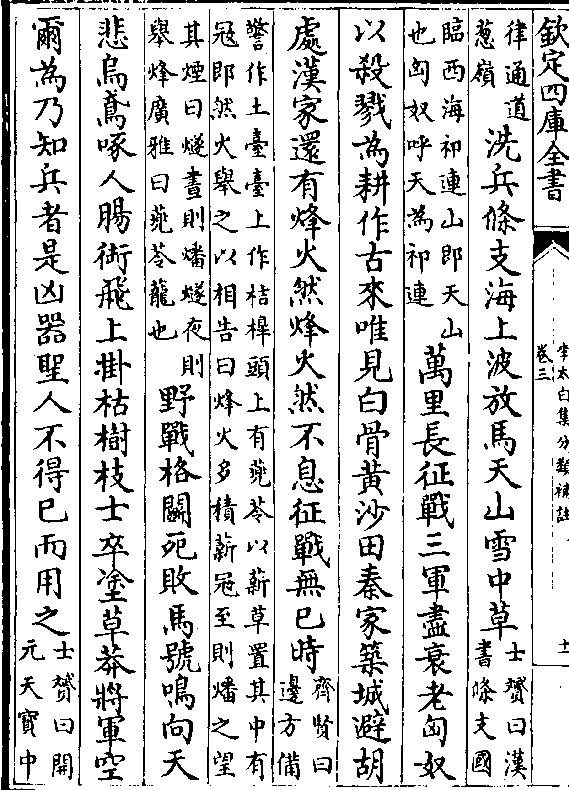 欽定四庫全書
李太白集分類補註
卷三
十一
律通道
葱嶺
洗兵條支海上波放馬天山雪中草
士贇曰漢
書條支國
臨西海祁連山即天山
也匈奴呼天為祁連
萬里長征戰三軍盡衰老匈奴
以殺戮為耕作古來唯見白骨黄沙田秦家築城避胡
處漢家還有烽火然烽火然不息征戰無已時
齊賢曰
邊方備
警作土臺臺上作桔槹頭上有兠苓以薪草置其中有
冦即然火舉之以相告曰烽火多積薪冦至則燔之望
其煙曰燧晝則燔燧夜則
舉烽廣雅曰兠苓籠也
野戰格鬭死敗馬號鳴向天
悲烏鳶啄人腸銜飛上掛枯樹枝士卒塗草莽將軍空
爾為乃知兵者是凶器聖人不得已而用之
士贇曰開
元天寶中